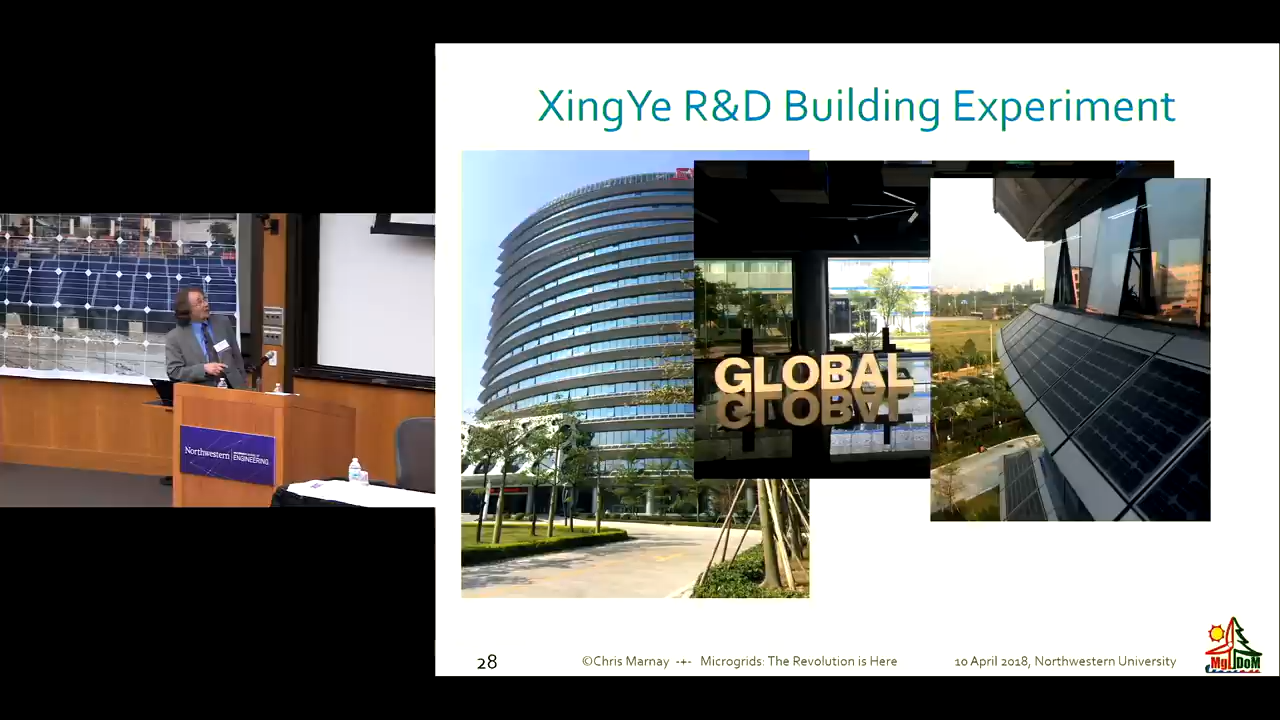 XingYe R&D Building Experiment
GLOBAL
Northwestern
ENGINEERING
28
©Chris Marnay -+- Microgrids: The Revolution is Here
10 April 2018, Northwestern University
MgDoM